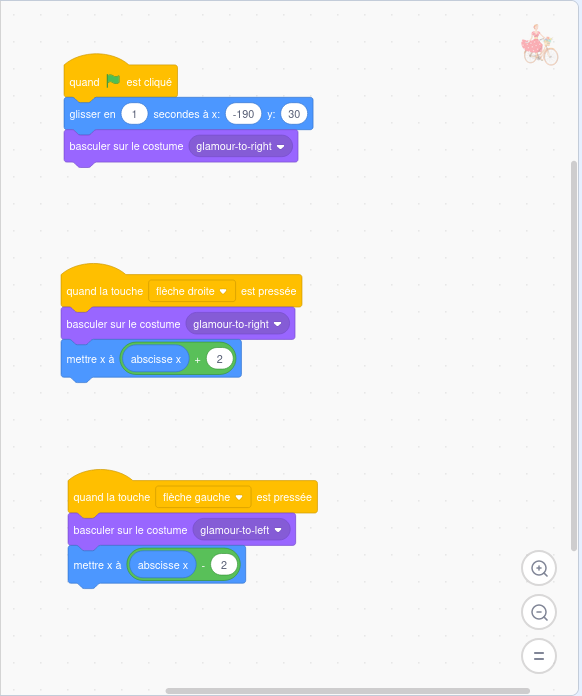 quand est cliqué
glisser en 1 secondes à x: -190 y: 30
basculer sur le costume glamour-to-right
quand la touche flèche droite est pressée
basculer sur le costume glamour-to-right
mettre x à abscisse x + 2
quand la touche flèche gauche est pressée
basculer sur le costume glamour-to-left
mettre x à abscisse x - 2